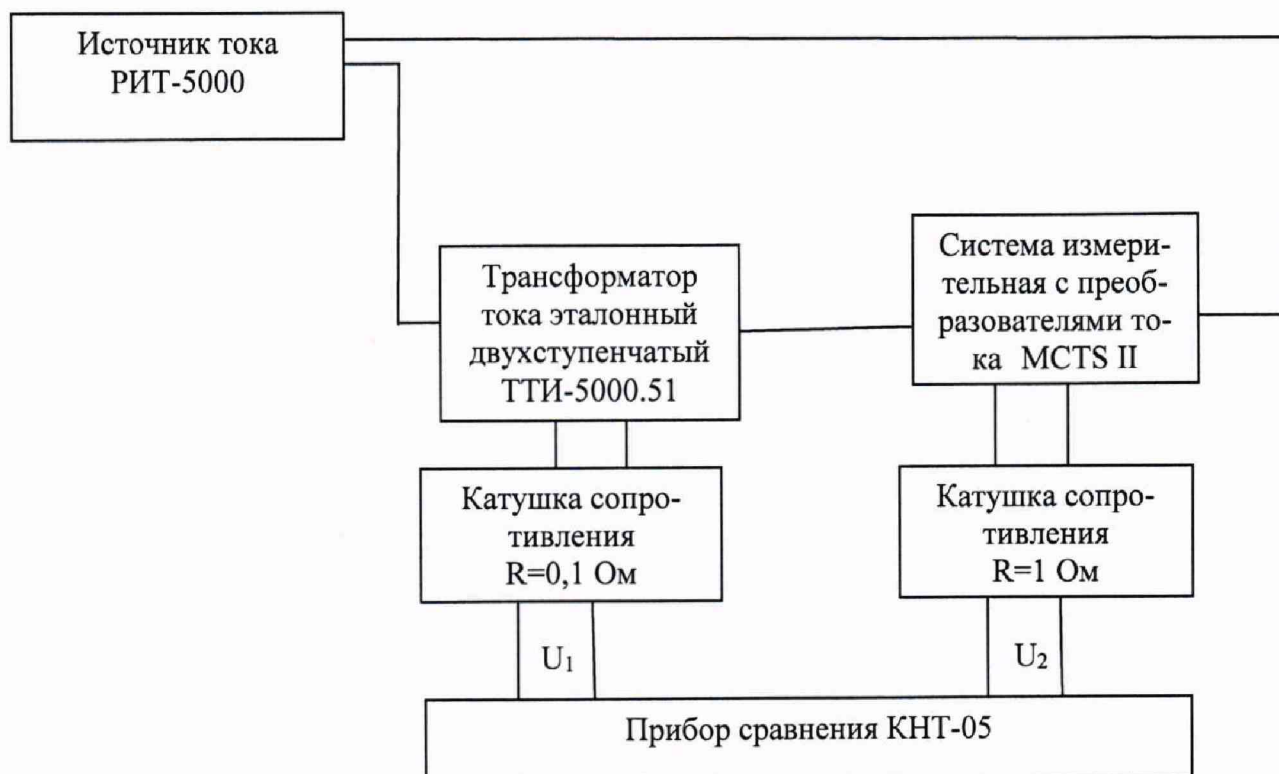 Источник тока
РИТ-5000
Трансформатор
тока эталонный
двухступенчатый
ТТИ-5000.51
Система измери-
тельная с преоб-
разователями то-
ка MCTS II
Катушка сопро-
тивления
R=0,1 Ом
Катушка сопро-
тивления
R=1 Ом
U₁
U₂
Прибор сравнения КНТ-05